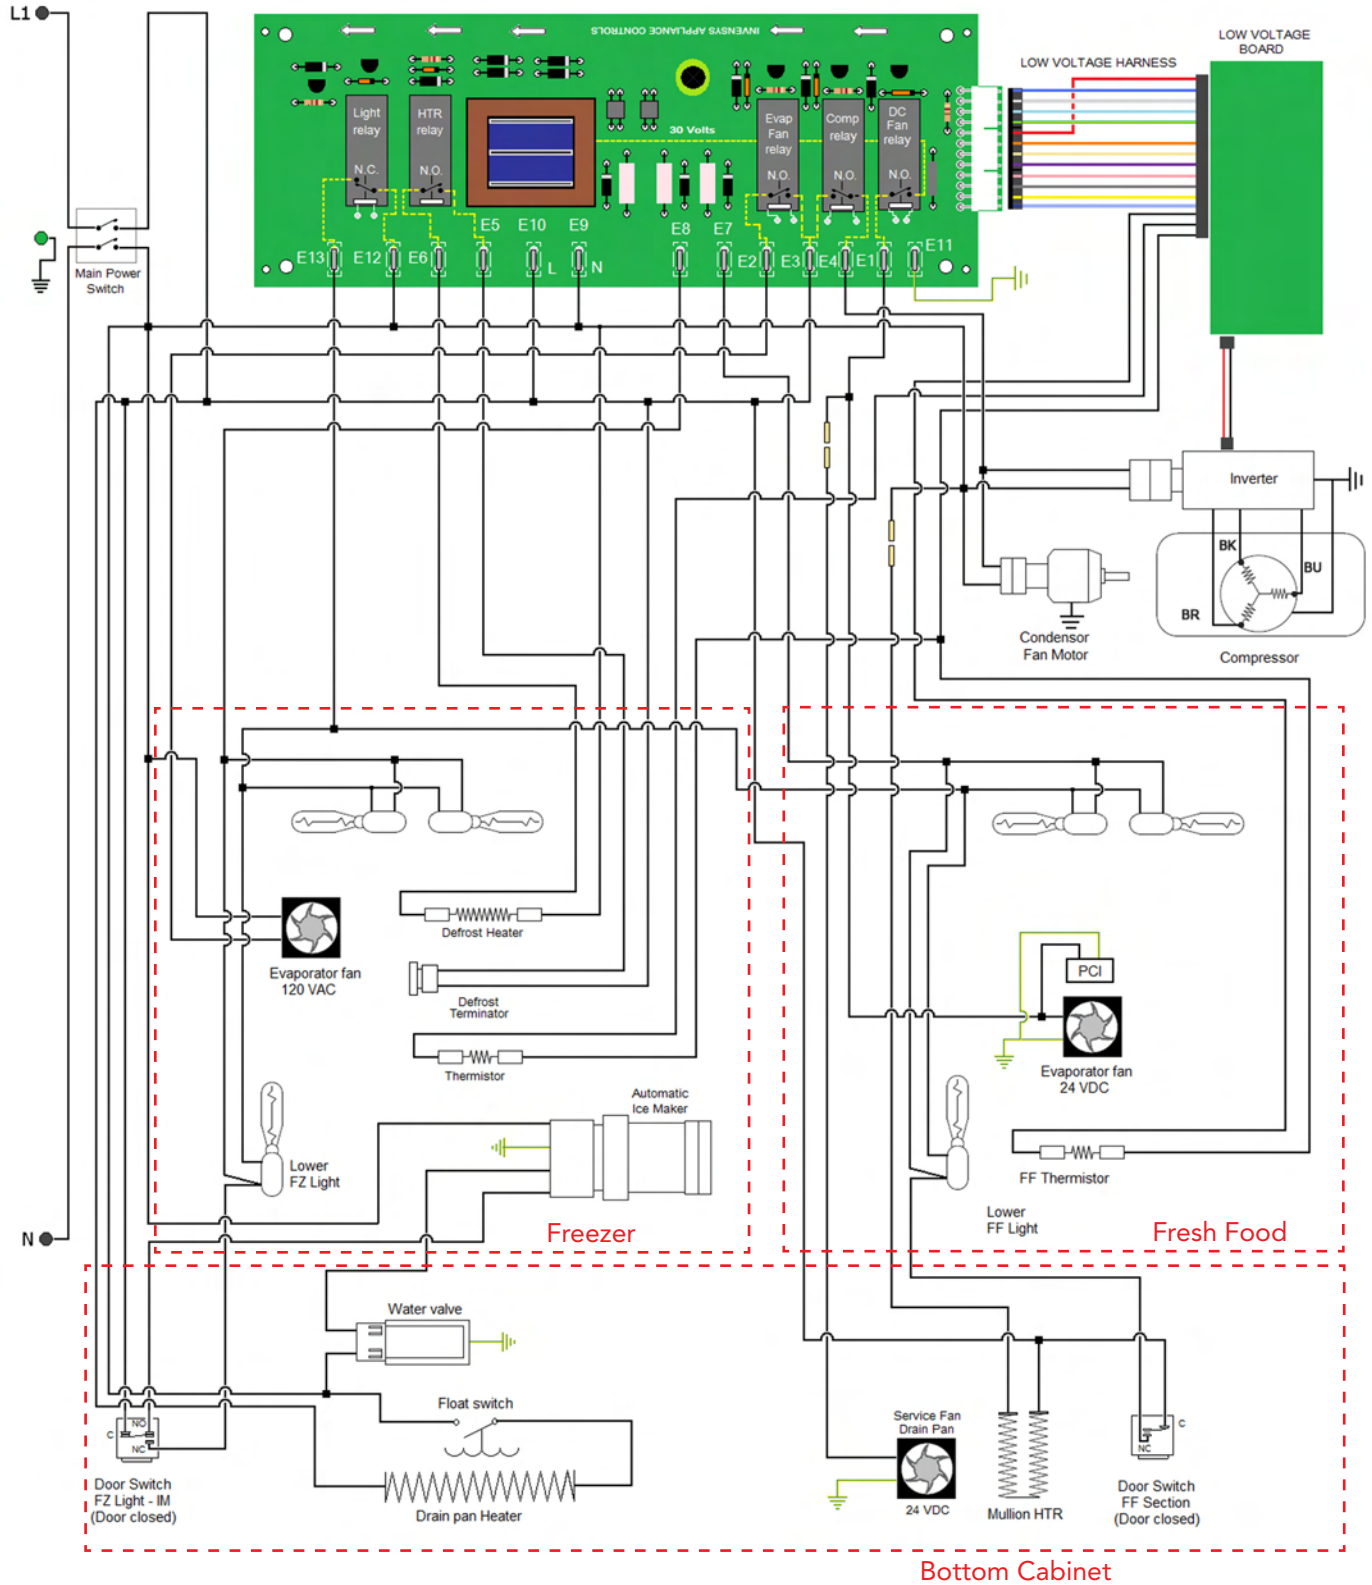 L1
INVENSYS APPLIANCE CONTROLS
LOW VOLTAGE
BOARD
LOW VOLTAGE HARNESS
Light
relay
N.C.
HTR
relay
N.O.
30 Volts
Evap
Fan
relay
N.O.
Comp
relay
N.O.
DC
Fan
relay
N.O.
E13
E12
E6
E5
E10
L
E9
N
E8
E7
E2
E3
E4
E1
E11
Main Power
Switch
Inverter
BK
BU
BR
Compressor
Condensor
Fan Motor
Evaporator fan
120 VAC
Defrost Heater
Defrost
Terminator
Thermistor
Automatic
Ice Maker
Lower
FZ Light
Freezer
PCI
Evaporator fan
24 VDC
FF Thermistor
Lower
FF Light
Fresh Food
N
Water valve
Float switch
Drain pan Heater
NO
C
NC
Door Switch
FZ Light - IM
(Door closed)
Service Fan
Drain Pan
24 VDC
Mullion HTR
C
NC
Door Switch
FF Section
(Door closed)
Bottom Cabinet